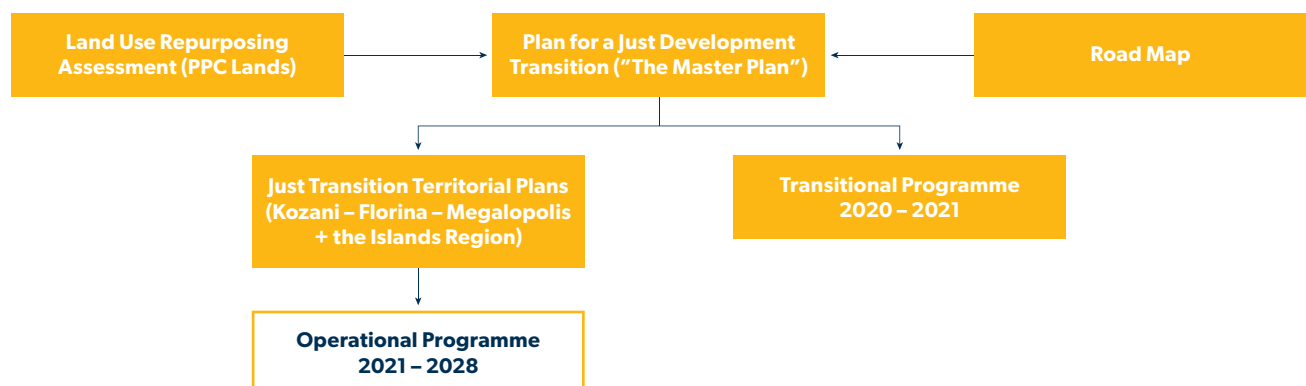 Land Use Repurposing
Assessment (PPC Lands)
Plan for a Just Development
Transition (”The Master Plan”)
Road Map
Just Transition Territorial Plans
(Kozani – Florina – Megalopolis
+ the Islands Region)
Transitional Programme
2020 – 2021
Operational Programme
2021 – 2028